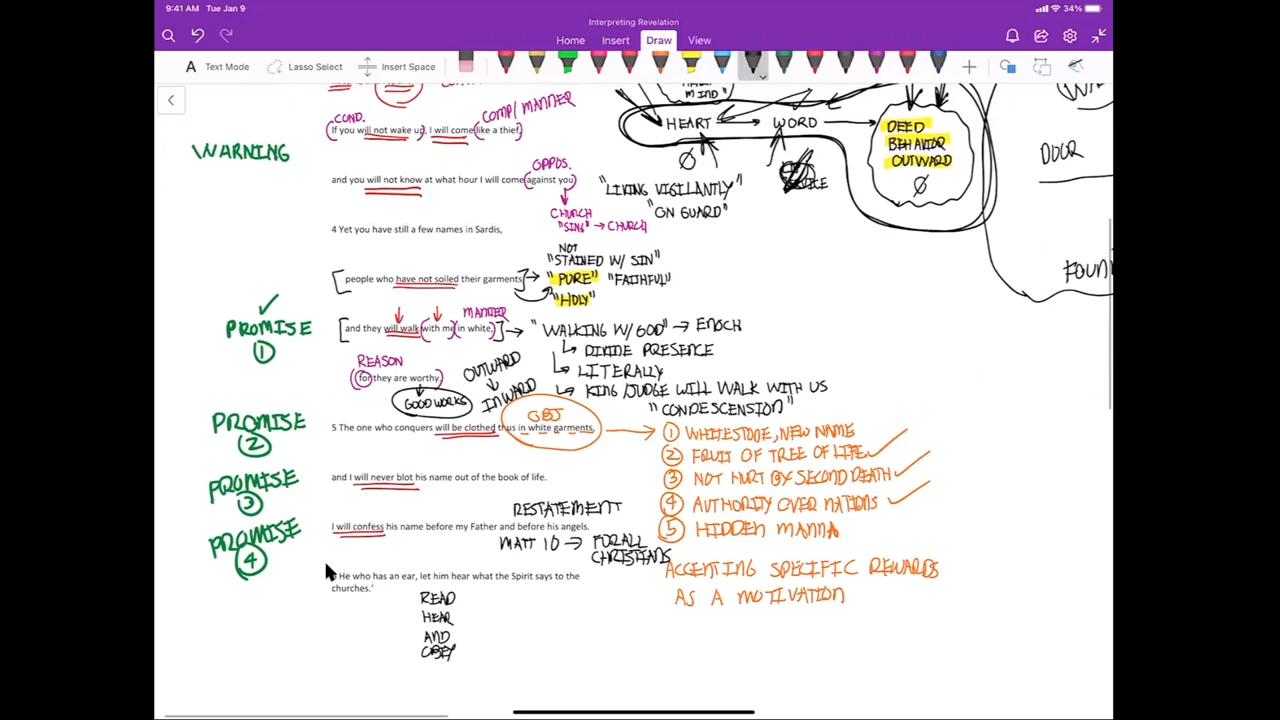 9:41 AM Tue Jan 9
34%
Interpreting Revelation
Home Insert Draw View
Text Mode
Lasso Select
Insert Space
COND.
COMP/MANNER
If you will not wake up, I will come like a thief,
WARNING
OPPOS.
and you will not know at what hour I will come against you
CHURCH
"SING" → CHURCH
4 Yet you have still a few names in Sardis,
people who have not soiled their garments,
NOT
"STAINED W/ SIN"
"PURE" "FAITHFUL"
"HOLY"
PROMISE
1
MANNER
and they will walk with me in white,
"WALKING W/ GOD" → ENOCH
DIVINE PRESENCE
LITERALLY
KING/JUDGE WILL WALK WITH US
"CONDESCENSION"
REASON
for they are worthy.
GOOD WORKS
OUTWARD
INWARD
PROMISE
2
OBJ
5 The one who conquers will be clothed thus in white garments,
1 WHITESTONE, NEW NAME
2 FRUIT OF TREE OF LIFE
3 NOT HURT BY SECOND DEATH
4 AUTHORITY OVER NATIONS
5 HIDDEN MANNA
ACCENTING SPECIFIC REWARDS
AS A MOTIVATION
PROMISE
3
and I will never blot his name out of the book of life.
RESTATEMENT
PROMISE
4
I will confess his name before my Father and before his angels.
MATT 10 → FOR ALL
CHRISTIANS
He who has an ear, let him hear what the Spirit says to the
churches.'
READ
HEAR
AND
OBEY
MIND
HEART → WORD
Ø
"LIVING VIGILANTLY"
"ON GUARD"
DEED
BEHAVIOR
OUTWARD
Ø
DOOR